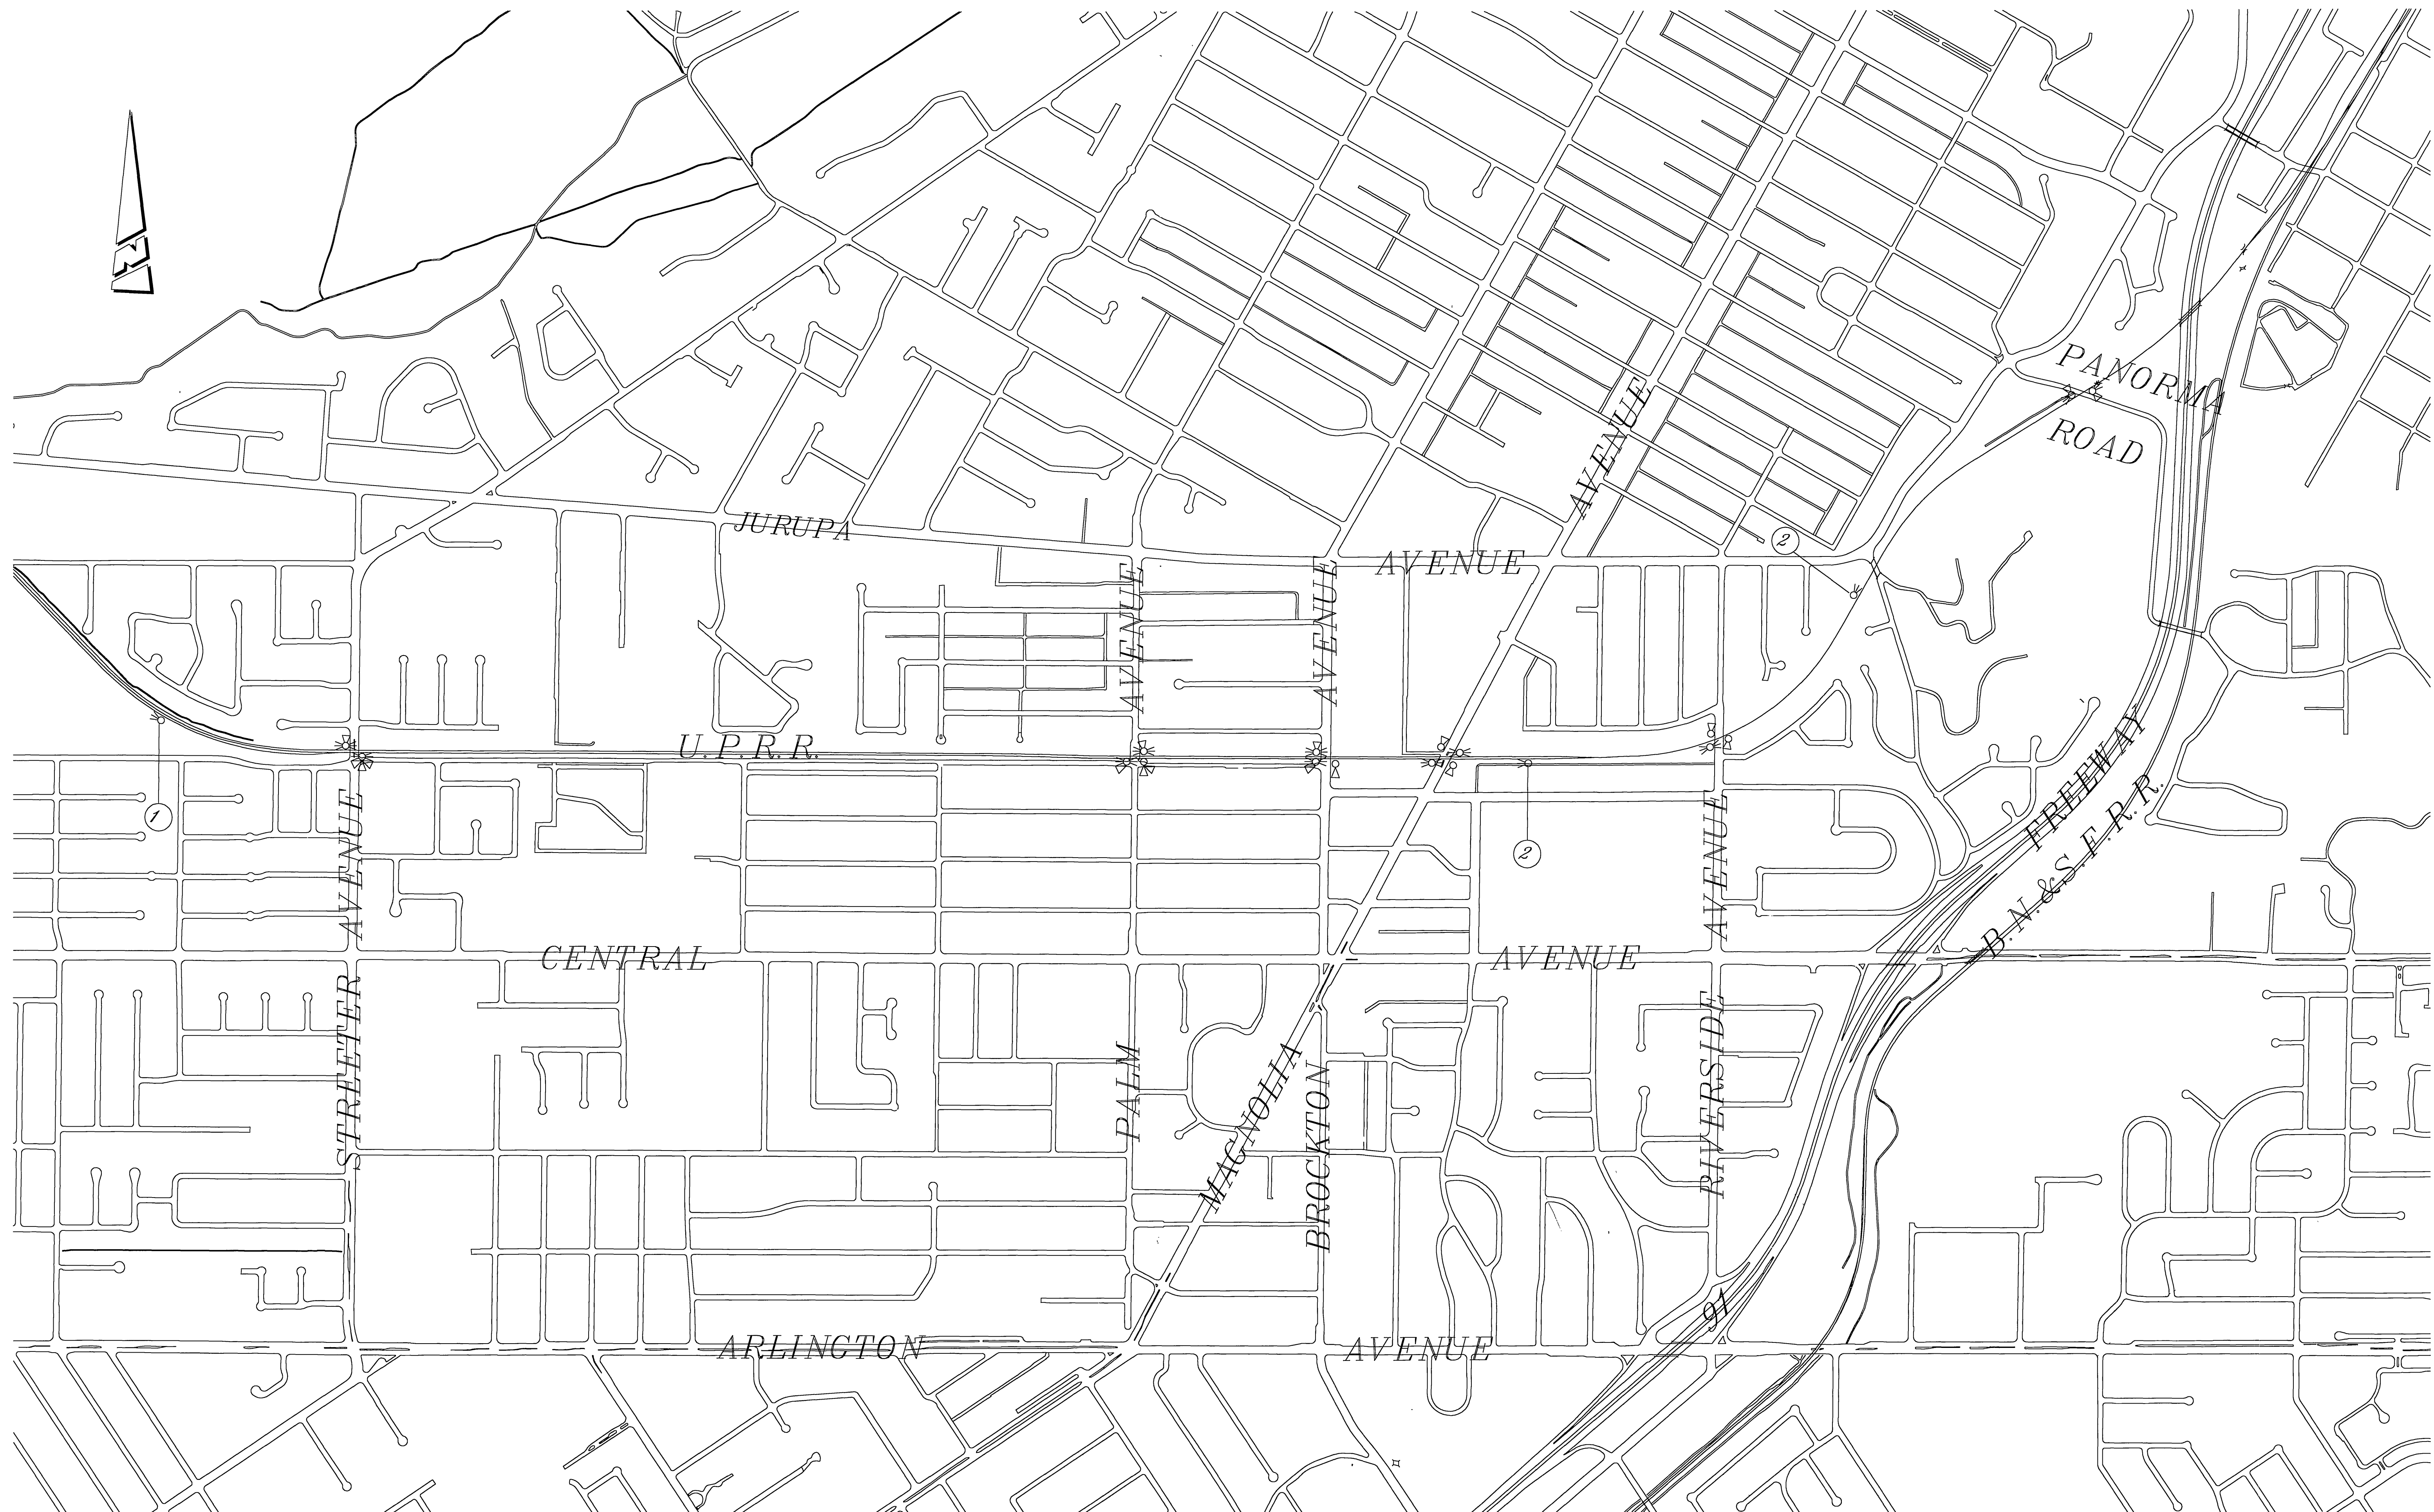 N
PANORMA
ROAD
AVENUE
JURUPA
AVENUE
2
AVENUE
AVENUE
U.P.R.R.
1
2
AVENUE
AVENUE
FREEWAY
B.N.&S.F.R.R.
CENTRAL
AVENUE
STREETER
PALM
MAGNOLIA
BROCKTON
RIVERSIDE
91
ARLINGTON
AVENUE